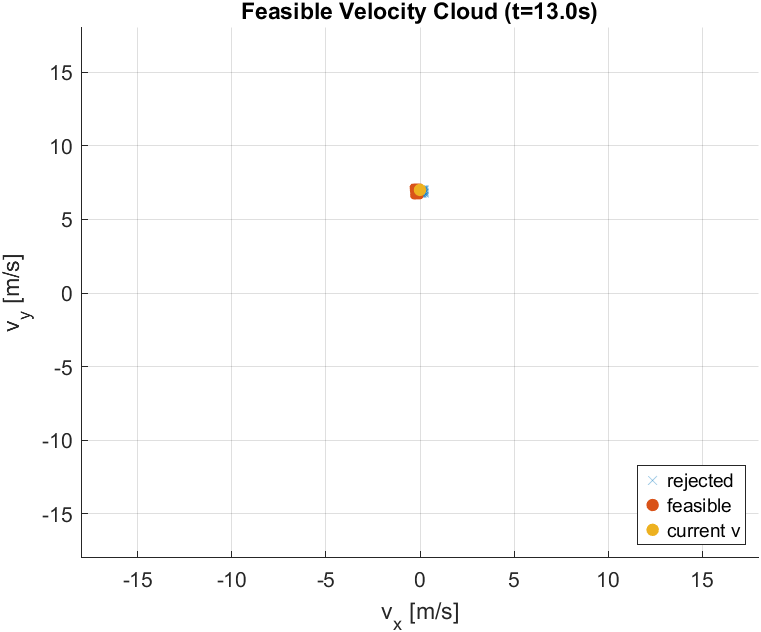 Feasible Velocity Cloud (t=13.0s)
15
10
5
0
-5
-10
-15
v_y [m/s]
-15 -10 -5 0 5 10 15
v_x [m/s]
rejected
feasible
current v